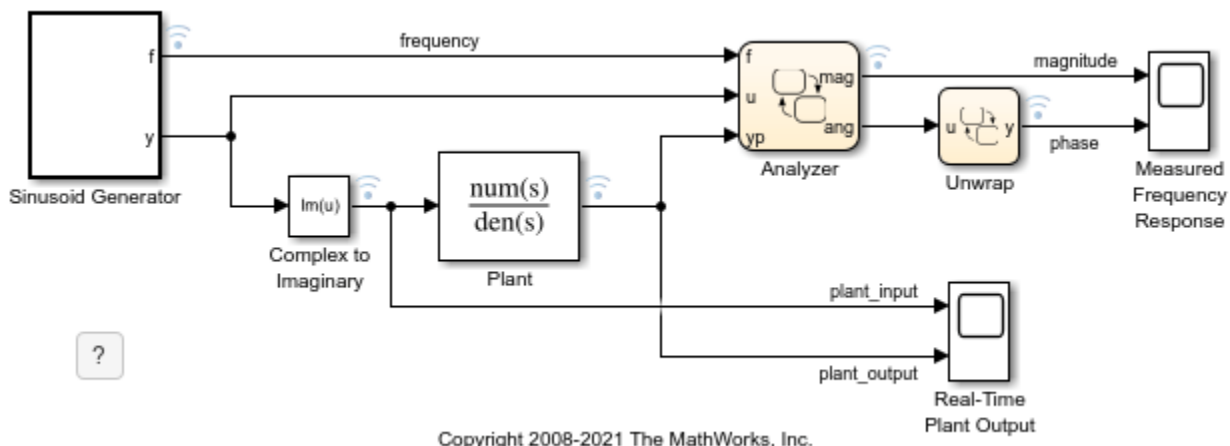 f
frequency
f
mag
magnitude
y
u
yp
ang
u
y
phase
Sinusoid Generator
Analyzer
Unwrap
Measured
Frequency
Response
Im(u)
Complex to
Imaginary
num(s)
den(s)
Plant
plant_input
plant_output
Real-Time
Plant Output
?
Copyright 2008-2021 The MathWorks, Inc.